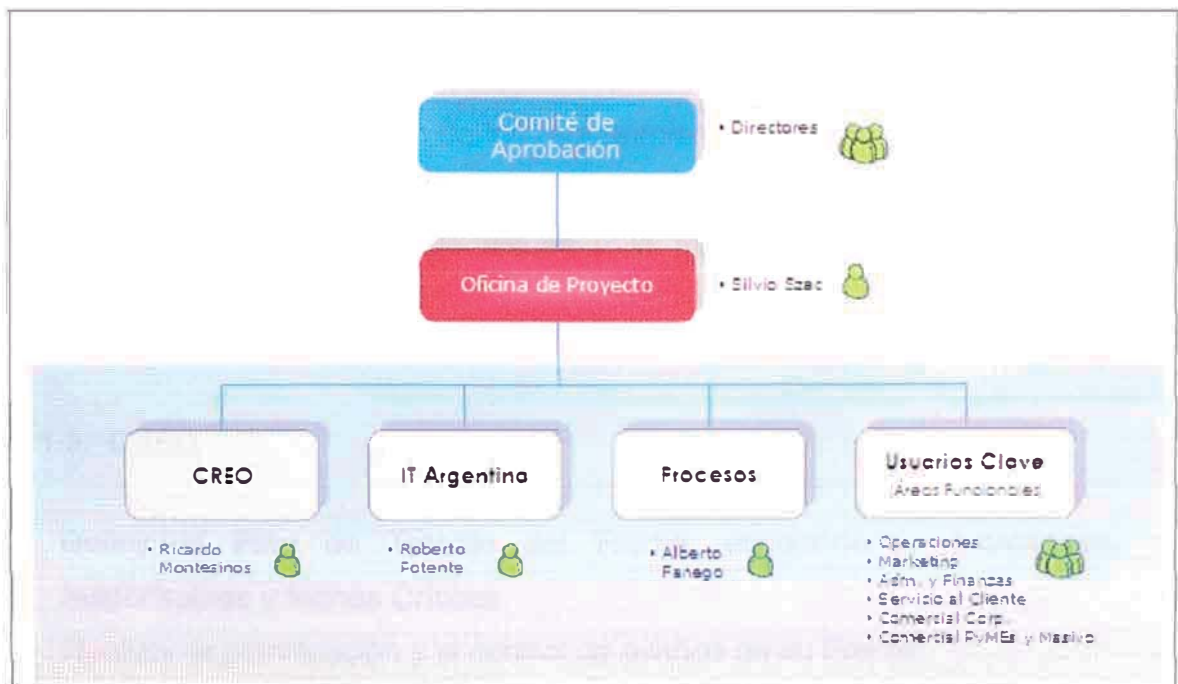 Comité de
Aprobación
• Directores
Oficina de Proyecto
• Silvio Szac
CREO
IT Argentina
Procesos
Usuarios Clave
(Áreas Funcionales)
• Ricardo
Montesinos
• Roberto
Potente
• Alberto
Fanego
• Operaciones
• Marketing
• Adm. y Finanzas
• Servicio al Cliente
• Comercial Corp.
• Comercial PyMEs y Masivo